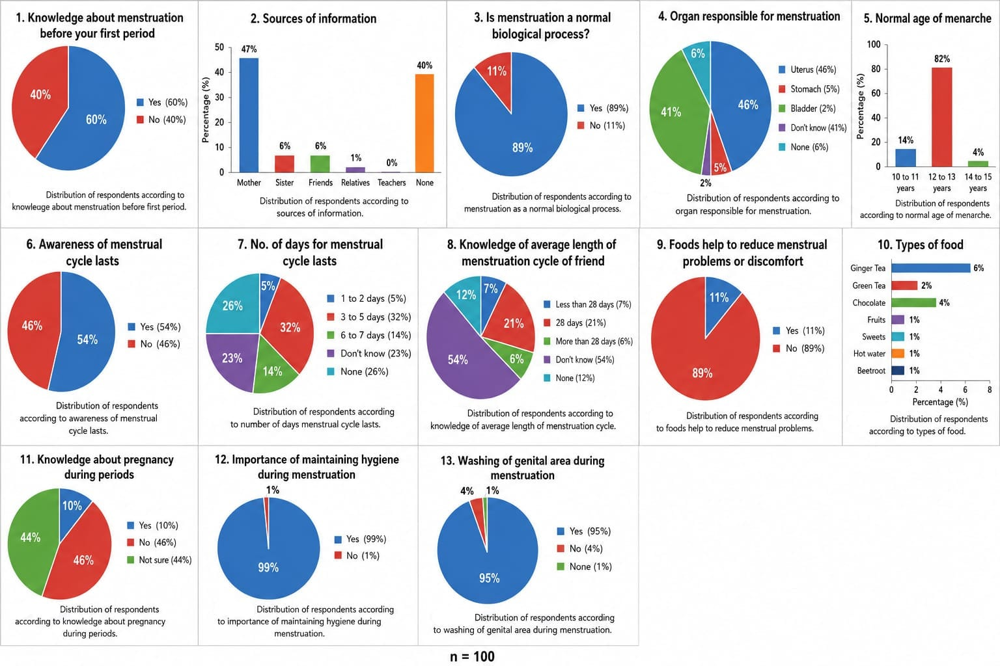 1. Knowledge about menstruation
before your first period
40%
60%
Yes (60%)
No (40%)
Distribution of respondents according to
knowleuge about menstruation before first period.
2. Sources of information
Percentage (%)
50
40
30
20
10
0
47%
6%
6%
1%
0%
40%
Mother
Sister
Friends
Relatives
Teachers
None
Distribution of respondents according to
sources of information.
3. Is menstruation a normal
biological process?
11%
89%
Yes (89%)
No (11%)
Distribution of respondents according to
menstruation as a normal biological process.
4. Organ responsible for menstruation
6%
46%
41%
5%
2%
Uterus (46%)
Stomach (5%)
Bladder (2%)
Don't know (41%)
None (6%)
Distribution of respondents according to
organ responsible for menstruation.
5. Normal age of menarche
Percentage (%)
100
80
60
40
20
0
14%
82%
4%
10 to 11
years
12 to 13
years
14 to 15
years
Distribution of respondents
according to normal age of menarche.
6. Awareness of menstrual
cycle lasts
46%
54%
Yes (54%)
No (46%)
Distribution of respondents
according to awareness of menstrual
cycle lasts.
7. No. of days for menstrual
cycle lasts
5%
26%
32%
23%
14%
1 to 2 days (5%)
3 to 5 days (32%)
6 to 7 days (14%)
Don't know (23%)
None (26%)
Distribution of respondents according
to number of days menstrual cycle lasts.
8. Knowledge of average length of
menstruation cycle of friend
12%
7%
21%
54%
6%
Less than 28 days (7%)
28 days (21%)
More than 28 days (6%)
Don't know (54%)
None (12%)
Distribution of respondents according to
knowledge of average length of menstruation cycle.
9. Foods help to reduce menstrual
problems or discomfort
11%
89%
Yes (11%)
No (89%)
Distribution of respondents according
to foods help to reduce menstrual problems.
10. Types of food
Ginger Tea
6%
Green Tea
2%
Chocolate
4%
Fruits
1%
Sweets
1%
Hot water
1%
Beetroot
1%
0
2
4
6
8
Percentage (%)
Distribution of respondents
according to types of food.
11. Knowledge about pregnancy
during periods
10%
44%
46%
Yes (10%)
No (46%)
Not sure (44%)
Distribution of respondents
according to knowledge about pregnancy
during periods.
12. Importance of maintaining hygiene
during menstruation
1%
99%
Yes (99%)
No (1%)
Distribution of respondents according
to importance of maintaining hygiene during
menstruation.
13. Washing of genital area during
menstruation
4%
1%
95%
Yes (95%)
No (4%)
None (1%)
Distribution of respondents according
to washing of genital area during menstruation.
n = 100